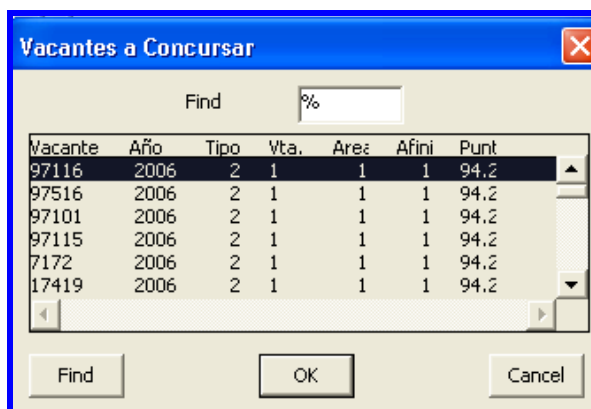 Vacantes a Concursar
Find %
Vacante Año Tipo Vta. Area Afini Punt
97116 2006 2 1 1 1 94.2
97516 2006 2 1 1 1 94.2
97101 2006 2 1 1 1 94.2
97115 2006 2 1 1 1 94.2
7172 2006 2 1 1 1 94.2
17419 2006 2 1 1 1 94.2
Find OK Cancel